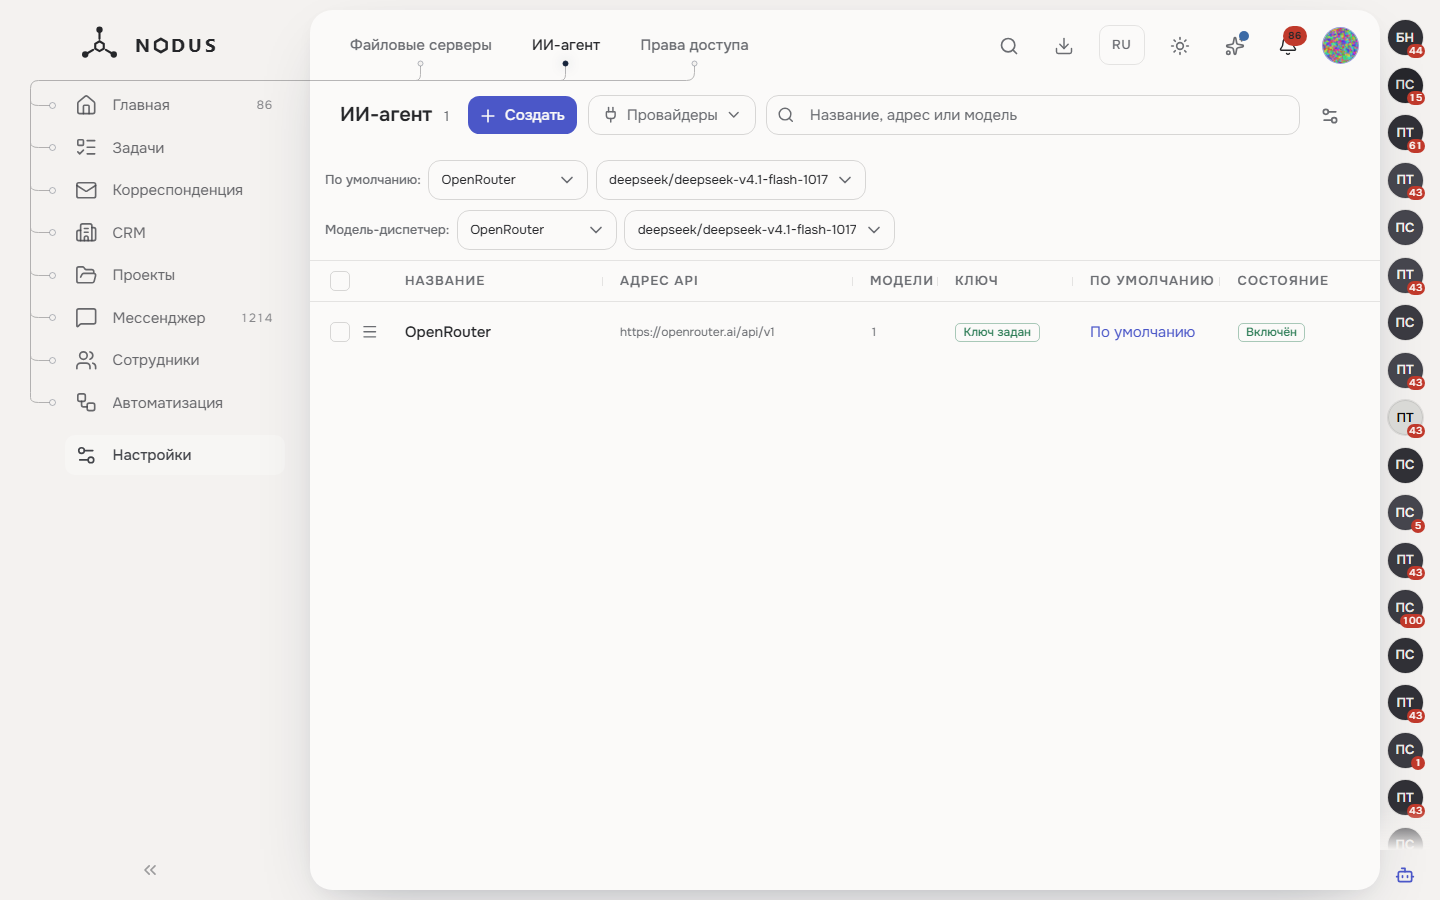 NODUS
Файловые серверы
ИИ-агент
Права доступа
RU
86
Главная 86
Задачи
Корреспонденция
CRM
Проекты
Мессенджер 1214
Сотрудники
Автоматизация
Настройки
ИИ-агент 1
Создать
Провайдеры
Название, адрес или модель
По умолчанию: OpenRouter deepseek/deepseek-v4.1-flash-1017
Модель-диспетчер: OpenRouter deepseek/deepseek-v4.1-flash-1017
НАЗВАНИЕ АДРЕС API МОДЕЛИ КЛЮЧ ПО УМОЛЧАНИЮ СОСТОЯНИЕ
OpenRouter https://openrouter.ai/api/v1 1 Ключ задан По умолчанию Включён
БН 44
ПС 15
ПТ 61
ПТ 43
ПС
ПТ 43
ПС
ПТ 43
ПТ 43
ПС
ПС 5
ПТ 43
ПС 100
ПС
ПТ 43
ПС 1
ПТ 43
ПС